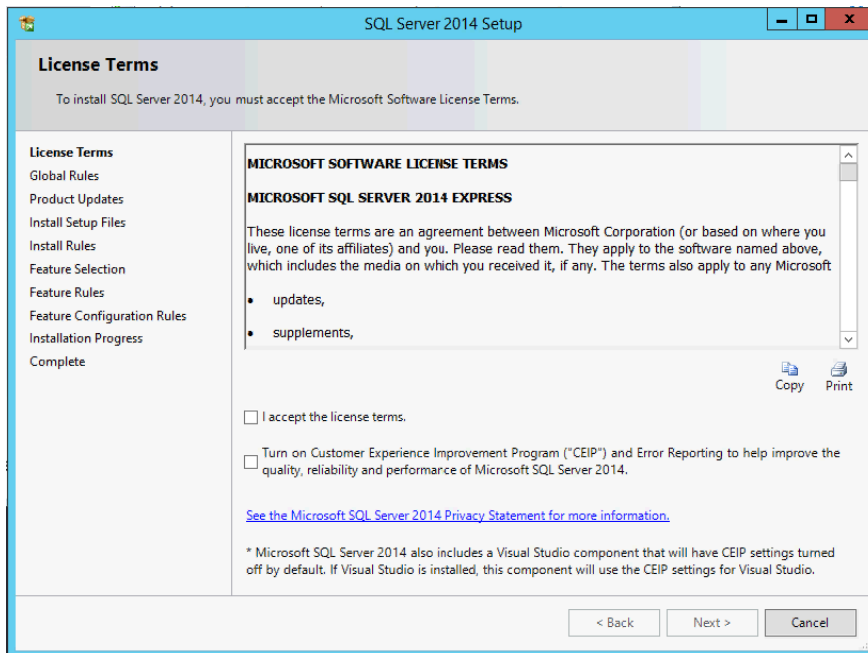 SQL Server 2014 Setup
License Terms
To install SQL Server 2014, you must accept the Microsoft Software License Terms.
License Terms
Global Rules
Product Updates
Install Setup Files
Install Rules
Feature Selection
Feature Rules
Feature Configuration Rules
Installation Progress
Complete
MICROSOFT SOFTWARE LICENSE TERMS
MICROSOFT SQL SERVER 2014 EXPRESS
These license terms are an agreement between Microsoft Corporation (or based on where you
live, one of its affiliates) and you. Please read them. They apply to the software named above,
which includes the media on which you received it, if any. The terms also apply to any Microsoft
• updates,
• supplements,
Copy
Print
I accept the license terms.
Turn on Customer Experience Improvement Program ("CEIP") and Error Reporting to help improve the
quality, reliability and performance of Microsoft SQL Server 2014.
See the Microsoft SQL Server 2014 Privacy Statement for more information.
* Microsoft SQL Server 2014 also includes a Visual Studio component that will have CEIP settings turned
off by default. If Visual Studio is installed, this component will use the CEIP settings for Visual Studio.
< Back
Next >
Cancel